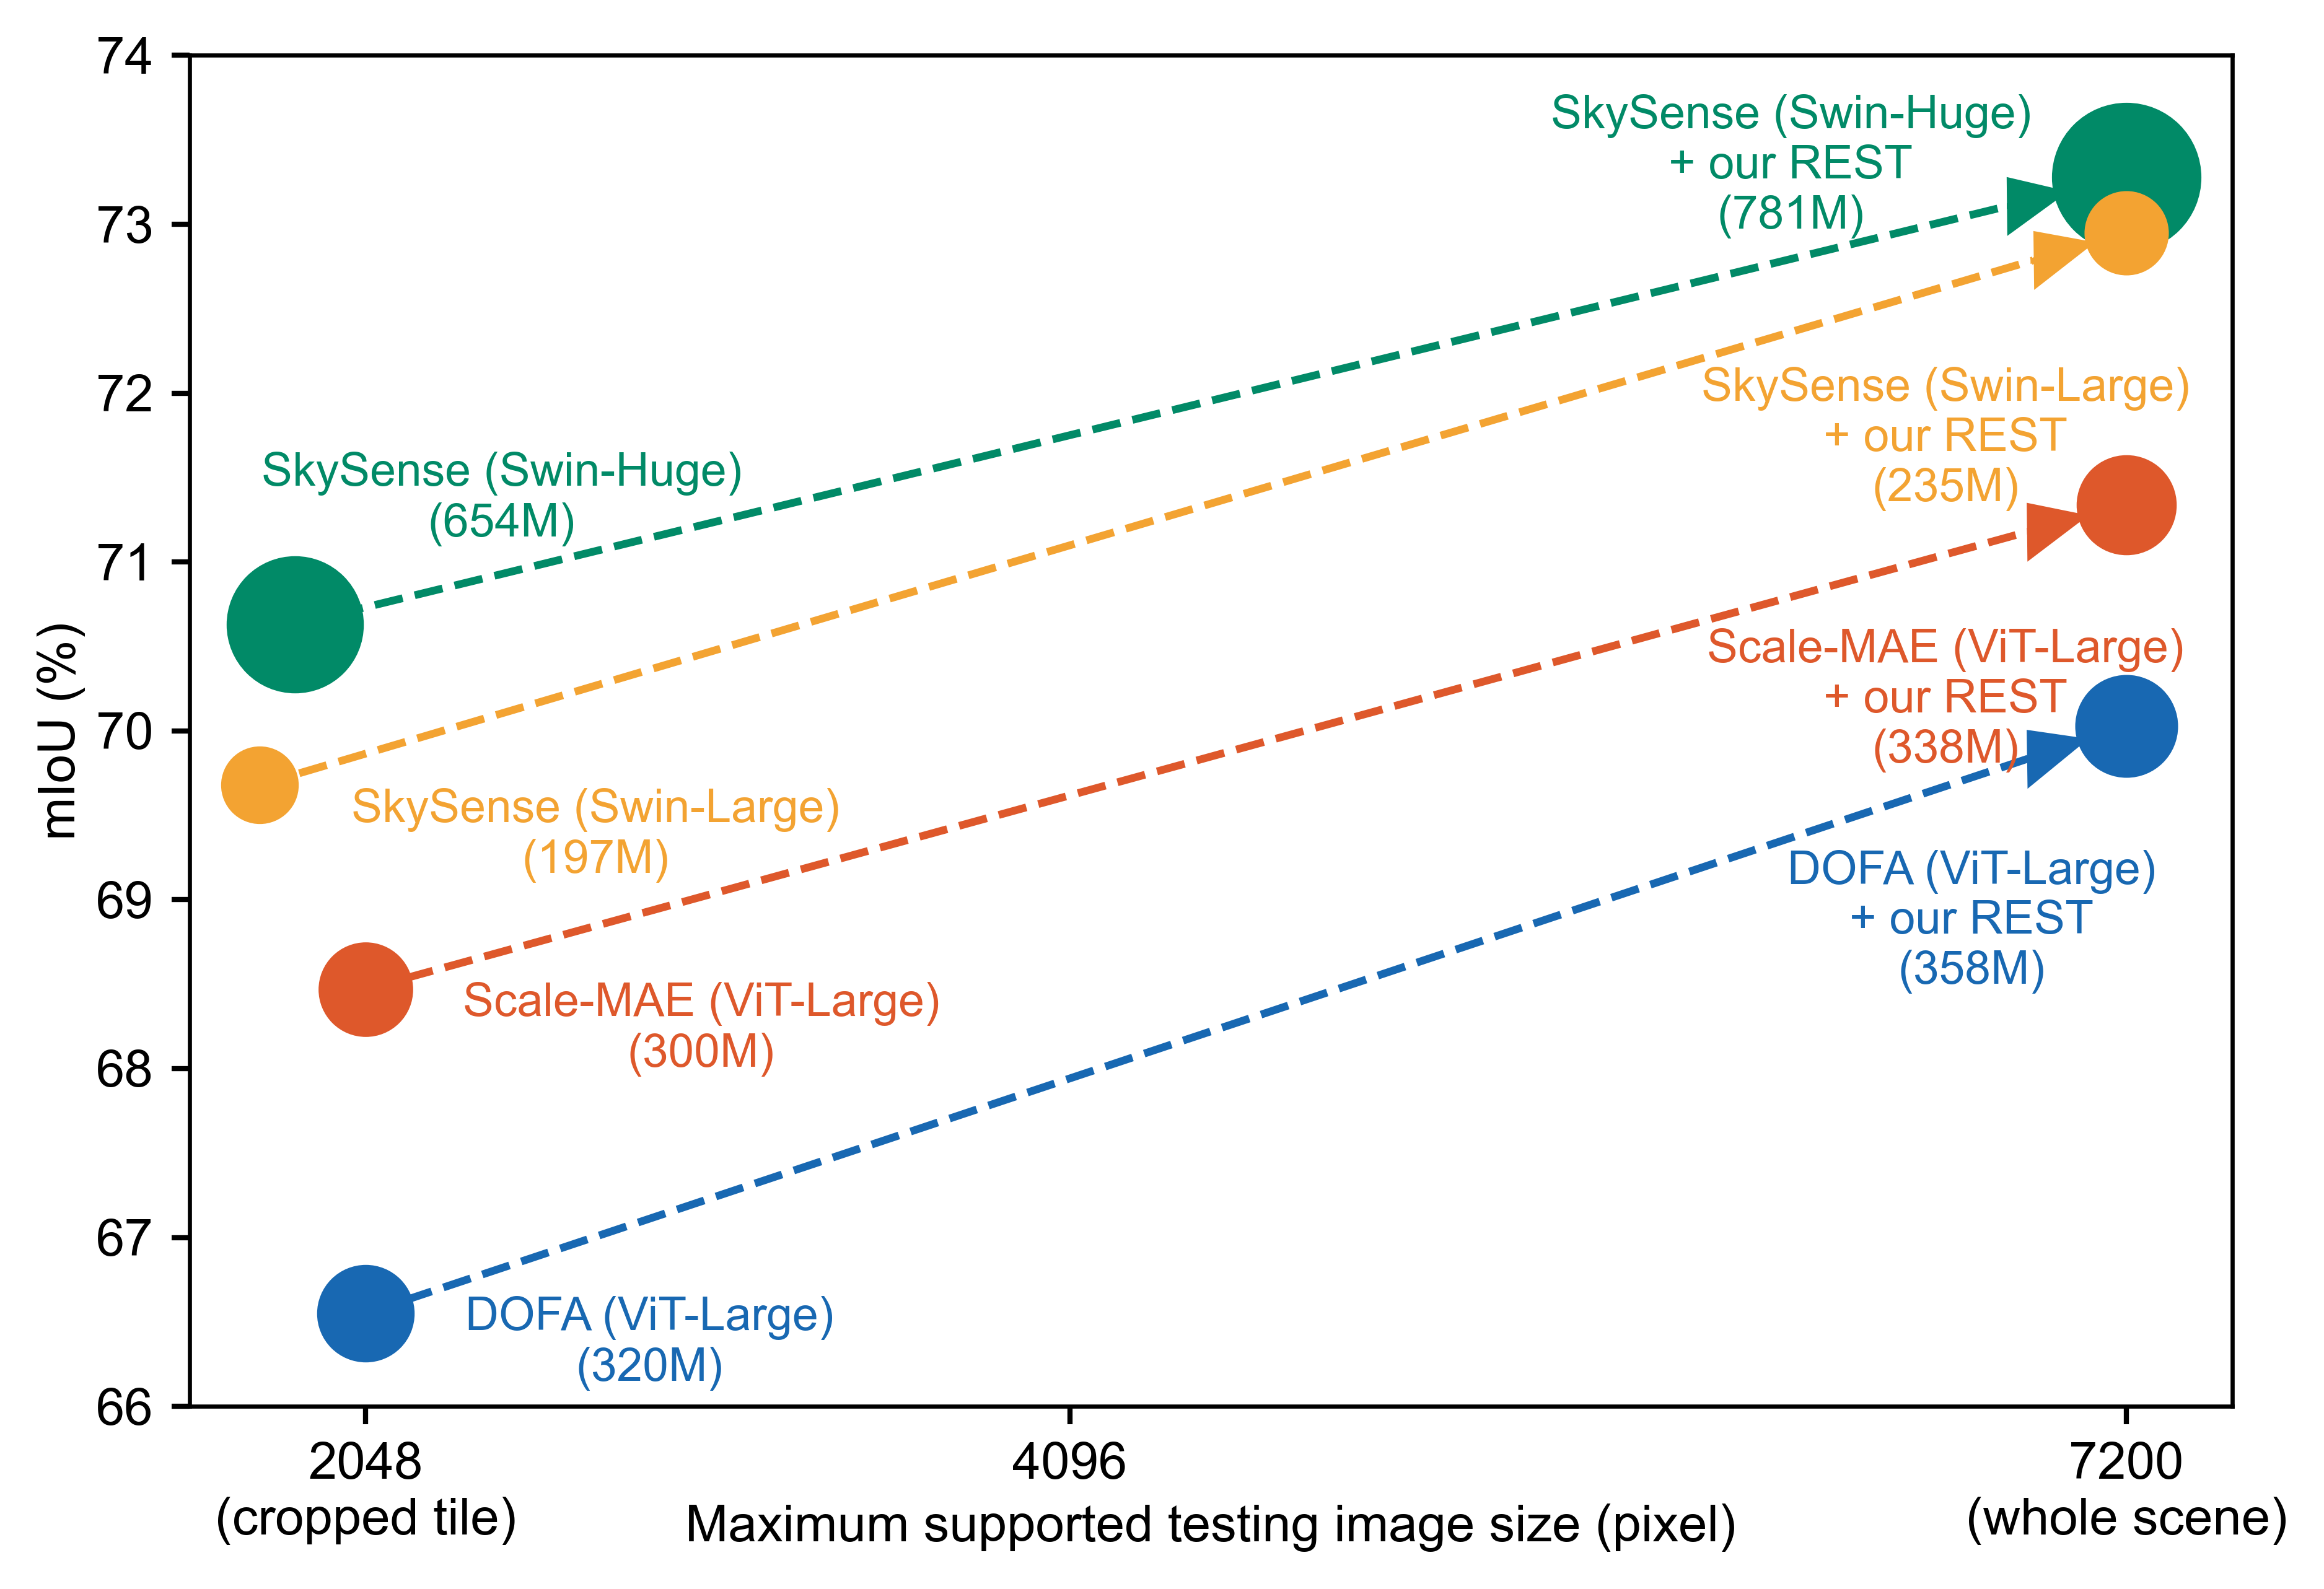 74
73
72
71
70
69
68
67
66
mIoU (%)
SkySense (Swin-Huge)
+ our REST
(781M)
SkySense (Swin-Large)
+ our REST
(235M)
SkySense (Swin-Huge)
(654M)
Scale-MAE (ViT-Large)
+ our REST
(338M)
SkySense (Swin-Large)
(197M)
DOFA (ViT-Large)
+ our REST
(358M)
Scale-MAE (ViT-Large)
(300M)
DOFA (ViT-Large)
(320M)
2048
(cropped tile)
4096
7200
(whole scene)
Maximum supported testing image size (pixel)